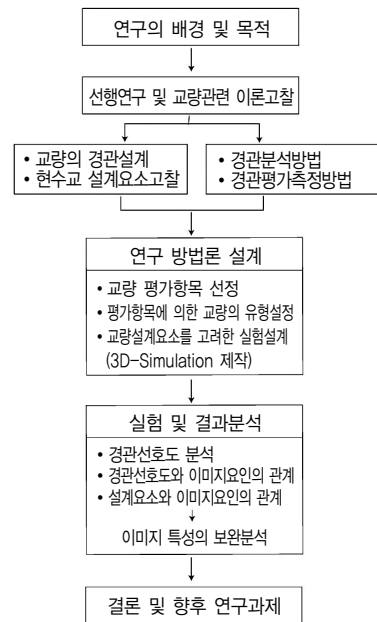 연구의 배경 및 목적
선행연구 및 교량관련 이론고찰
• 교량의 경관설계
• 현수교 설계요소고찰
• 경관분석방법
• 경관평가측정방법
연구 방법론 설계
• 교량 평가항목 선정
• 평가항목에 의한 교량의 유형설정
• 교량설계요소를 고려한 실험설계
(3D-Simulation 제작)
실험 및 결과분석
• 경관선호도 분석
• 경관선호도와 이미지요인의 관계
• 설계요소와 이미지요인의 관계
이미지 특성의 보완분석
결론 및 향후 연구과제